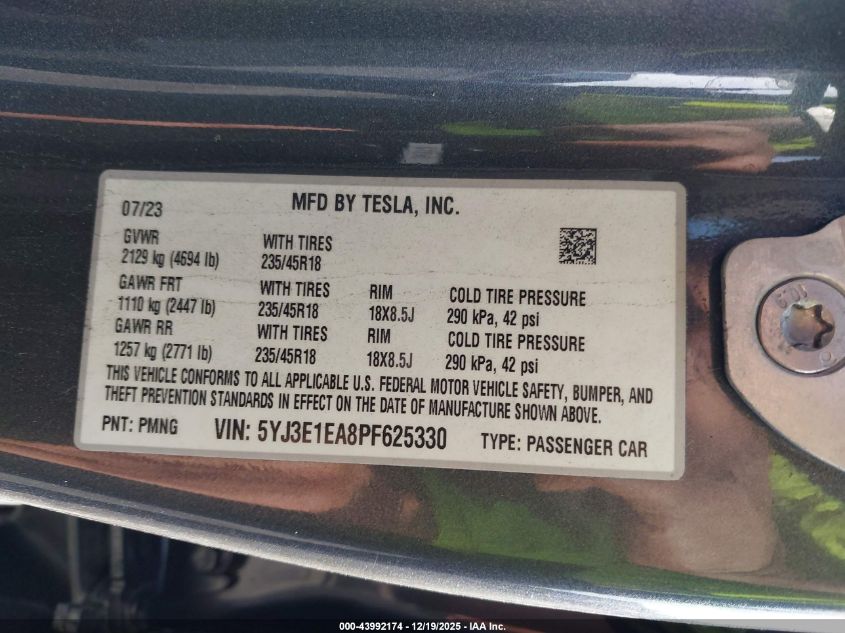 07/23 MFD BY TESLA, INC.
GVWR WITH TIRES
2129 kg (4694 lb) 235/45R18
GAWR FRT WITH TIRES RIM COLD TIRE PRESSURE
1110 kg (2447 lb) 235/45R18 18X8.5J 290 kPa, 42 psi
GAWR RR WITH TIRES RIM COLD TIRE PRESSURE
1257 kg (2771 lb) 235/45R18 18X8.5J 290 kPa, 42 psi
THIS VEHICLE CONFORMS TO ALL APPLICABLE U.S. FEDERAL MOTOR VEHICLE SAFETY, BUMPER, AND
THEFT PREVENTION STANDARDS IN EFFECT ON THE DATE OF MANUFACTURE SHOWN ABOVE.
PNT: PMNG VIN: 5YJ3E1EA8PF625330 TYPE: PASSENGER CAR
000-43992174 - 12/19/2025 - IAA Inc.